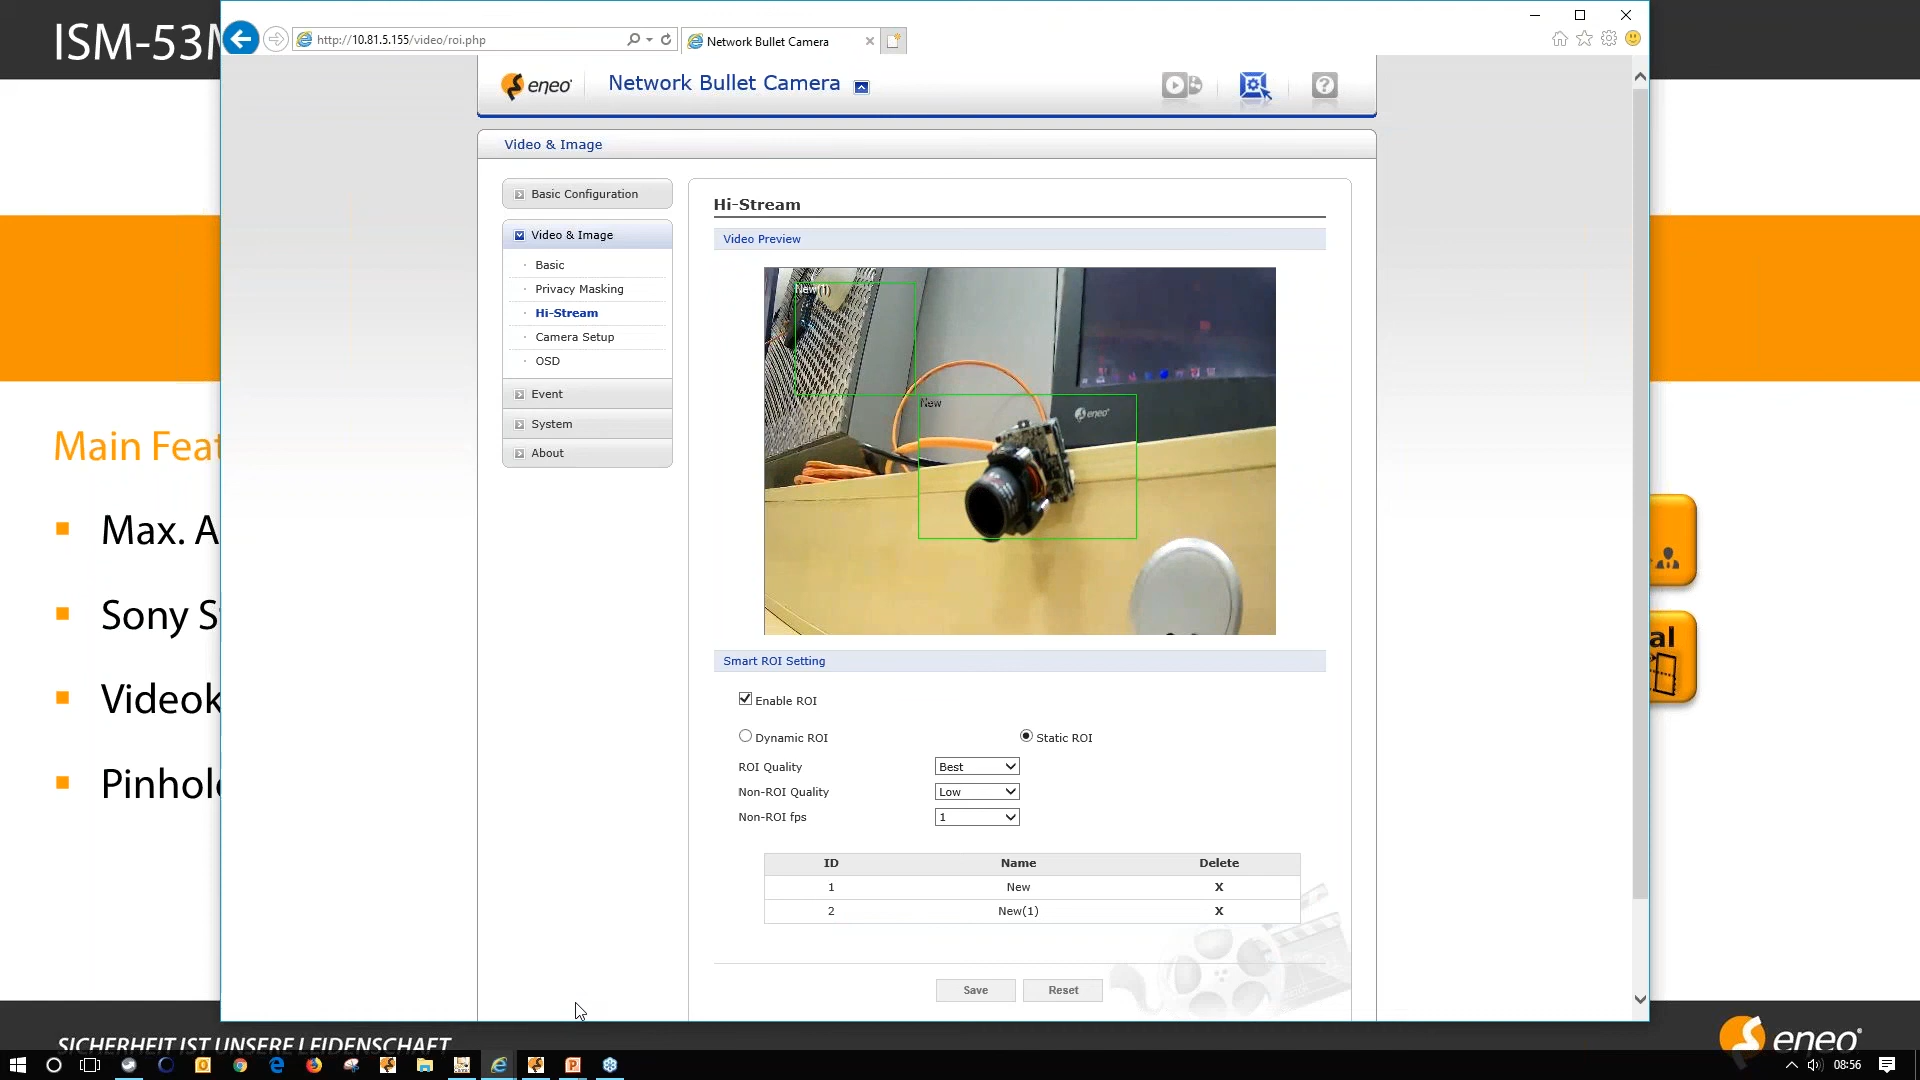 ISM-53M
http://10.81.5.155/video/roi.php
Network Bullet Camera
eneo
Network Bullet Camera
Video & Image
Basic Configuration
Video & Image
Basic
Privacy Masking
Hi-Stream
Camera Setup
OSD
Event
System
About
Hi-Stream
Video Preview
New(1)
New
eneo
Smart ROI Setting
Enable ROI
Dynamic ROI
Static ROI
ROI Quality
Best
Non-ROI Quality
Low
Non-ROI fps
1
ID Name Delete
1 New X
2 New(1) X
Save
Reset
Main Feat
Max. A
Sony S
Videok
Pinhole
al
SICHERHEIT IST UNSERE LEIDENSCHAFT
eneo
08:56